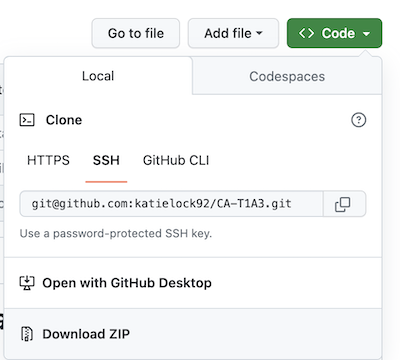 Go to file
Add file
<> Code
Local
Codespaces
Clone
HTTPS
SSH
GitHub CLI
git@github.com:katielock92/CA-T1A3.git
Use a password-protected SSH key.
Open with GitHub Desktop
Download ZIP